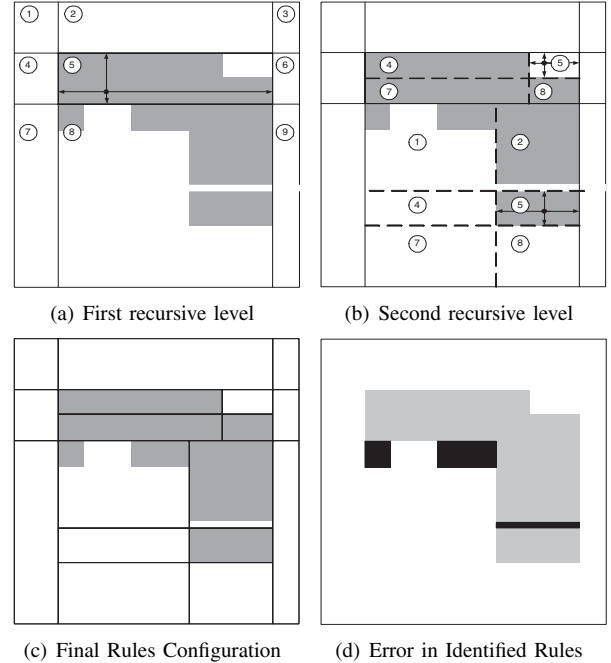 1 2 3
4 5 6
7 8 9
4 5
7 8
1 2
4 5
7 8
(a) First recursive level
(b) Second recursive level
(c) Final Rules Configuration
(d) Error in Identified Rules